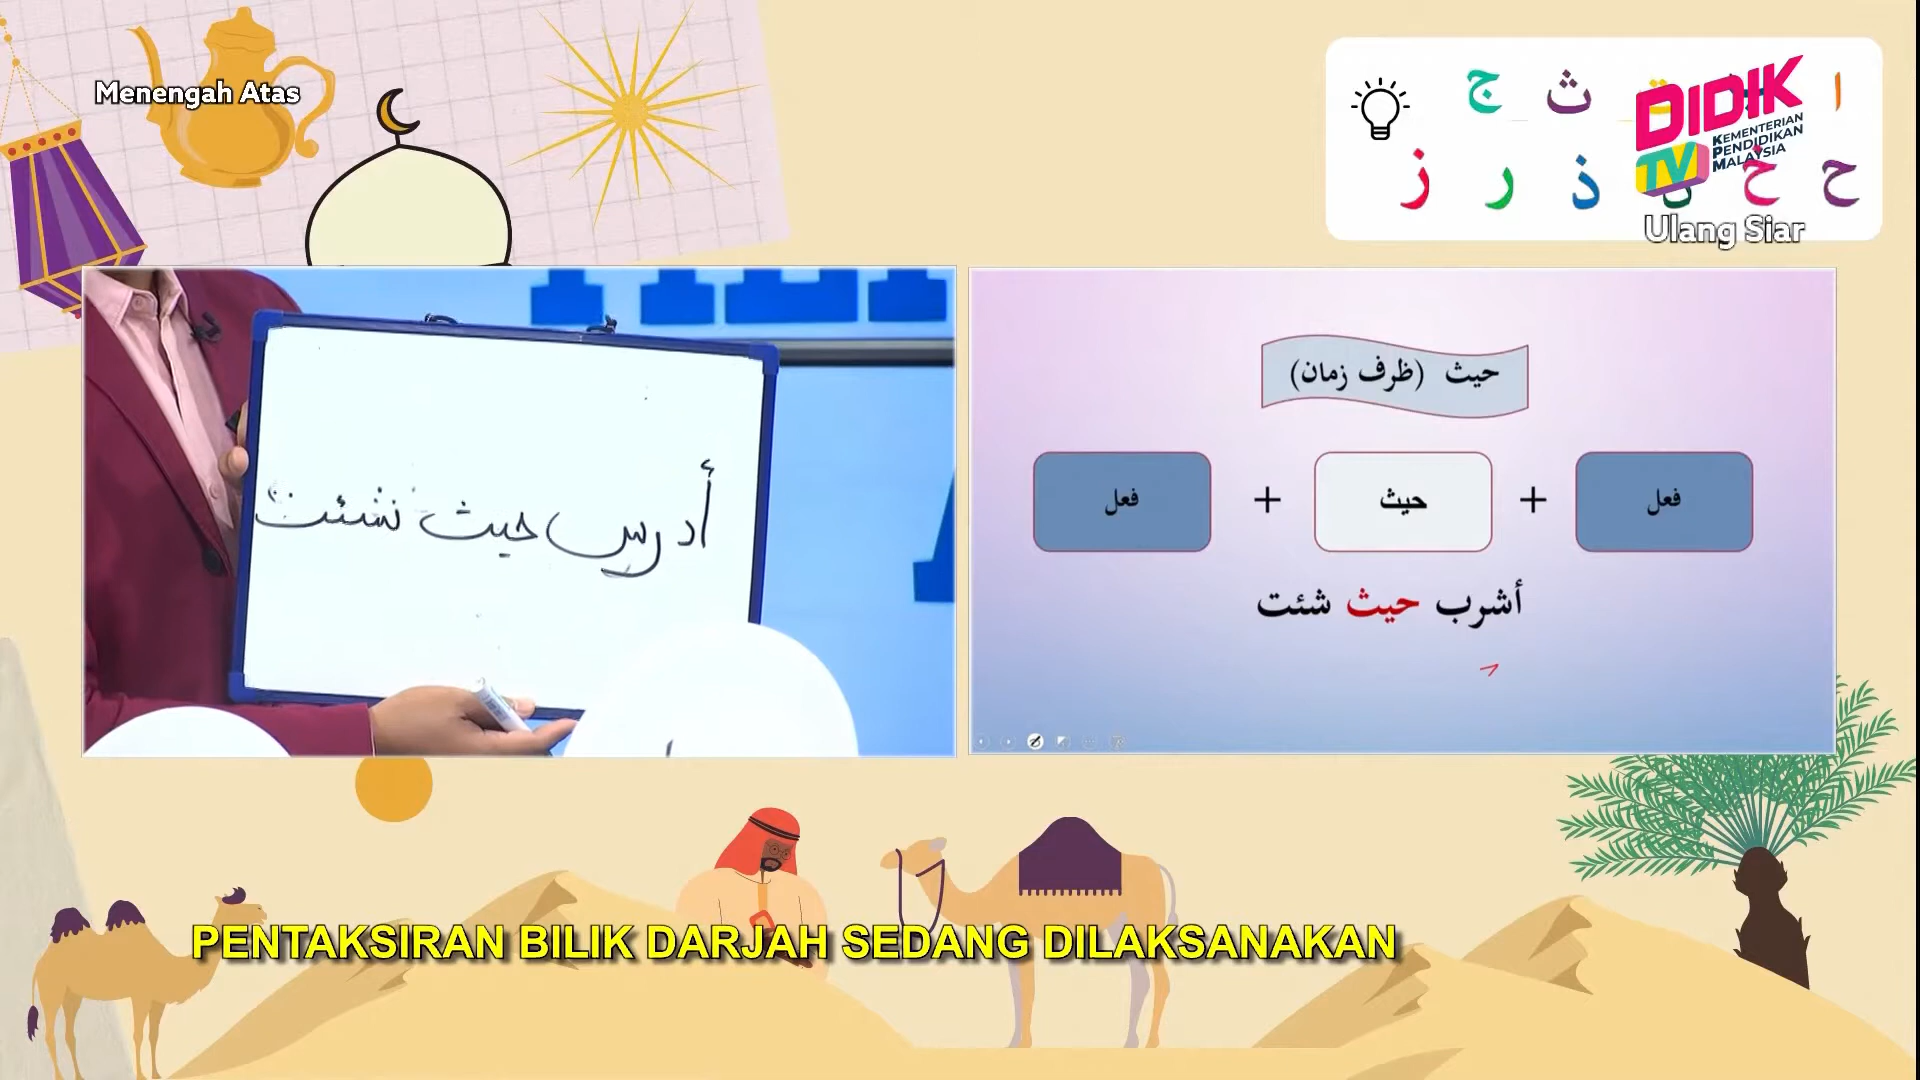 Menengah Atas
ا ث ج
ح خ ذ ر ز
DIDIK
TV
KEMENTERIAN
PENDIDIKAN
MALAYSIA
Ulang Siar
أدرس حيث نشئت
حيث (ظرف زمان)
فعل + حيث + فعل
أشرب حيث شئت
PENTAKSIRAN BILIK DARJAH SEDANG DILAKSANAKAN